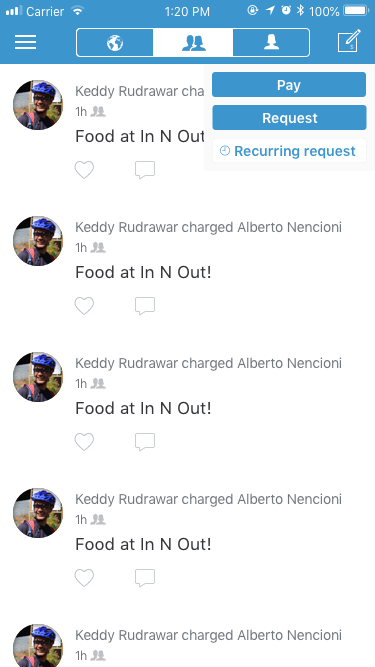 Carrier 1:20 PM 100%
Pay
Request
Recurring request
Keddy Rudrawar cha
1h
Food at In N Out
Keddy Rudrawar charged Alberto Nencioni
1h
Food at In N Out!
Keddy Rudrawar charged Alberto Nencioni
1h
Food at In N Out!
Keddy Rudrawar charged Alberto Nencioni
1h
Food at In N Out!
Keddy Rudrawar charged Alberto Nencioni
1h